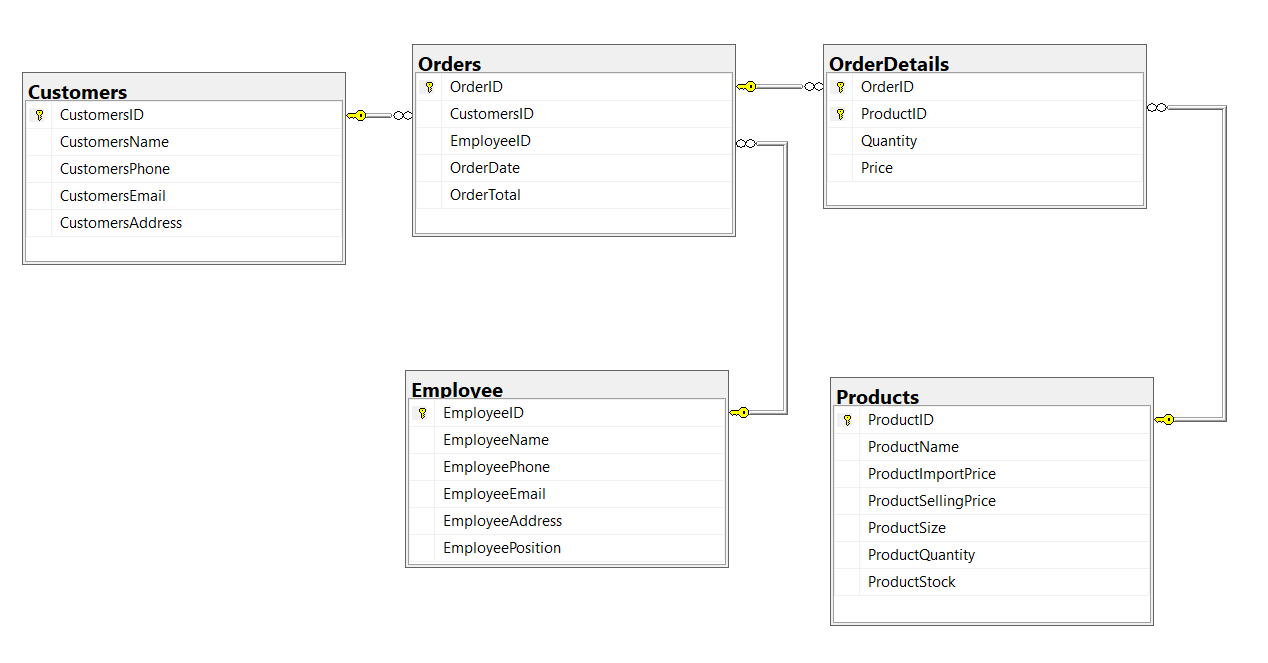 Customers
CustomersID
CustomersName
CustomersPhone
CustomersEmail
CustomersAddress
Orders
OrderID
CustomersID
EmployeeID
OrderDate
OrderTotal
OrderDetails
OrderID
ProductID
Quantity
Price
Employee
EmployeeID
EmployeeName
EmployeePhone
EmployeeEmail
EmployeeAddress
EmployeePosition
Products
ProductID
ProductName
ProductImportPrice
ProductSellingPrice
ProductSize
ProductQuantity
ProductStock